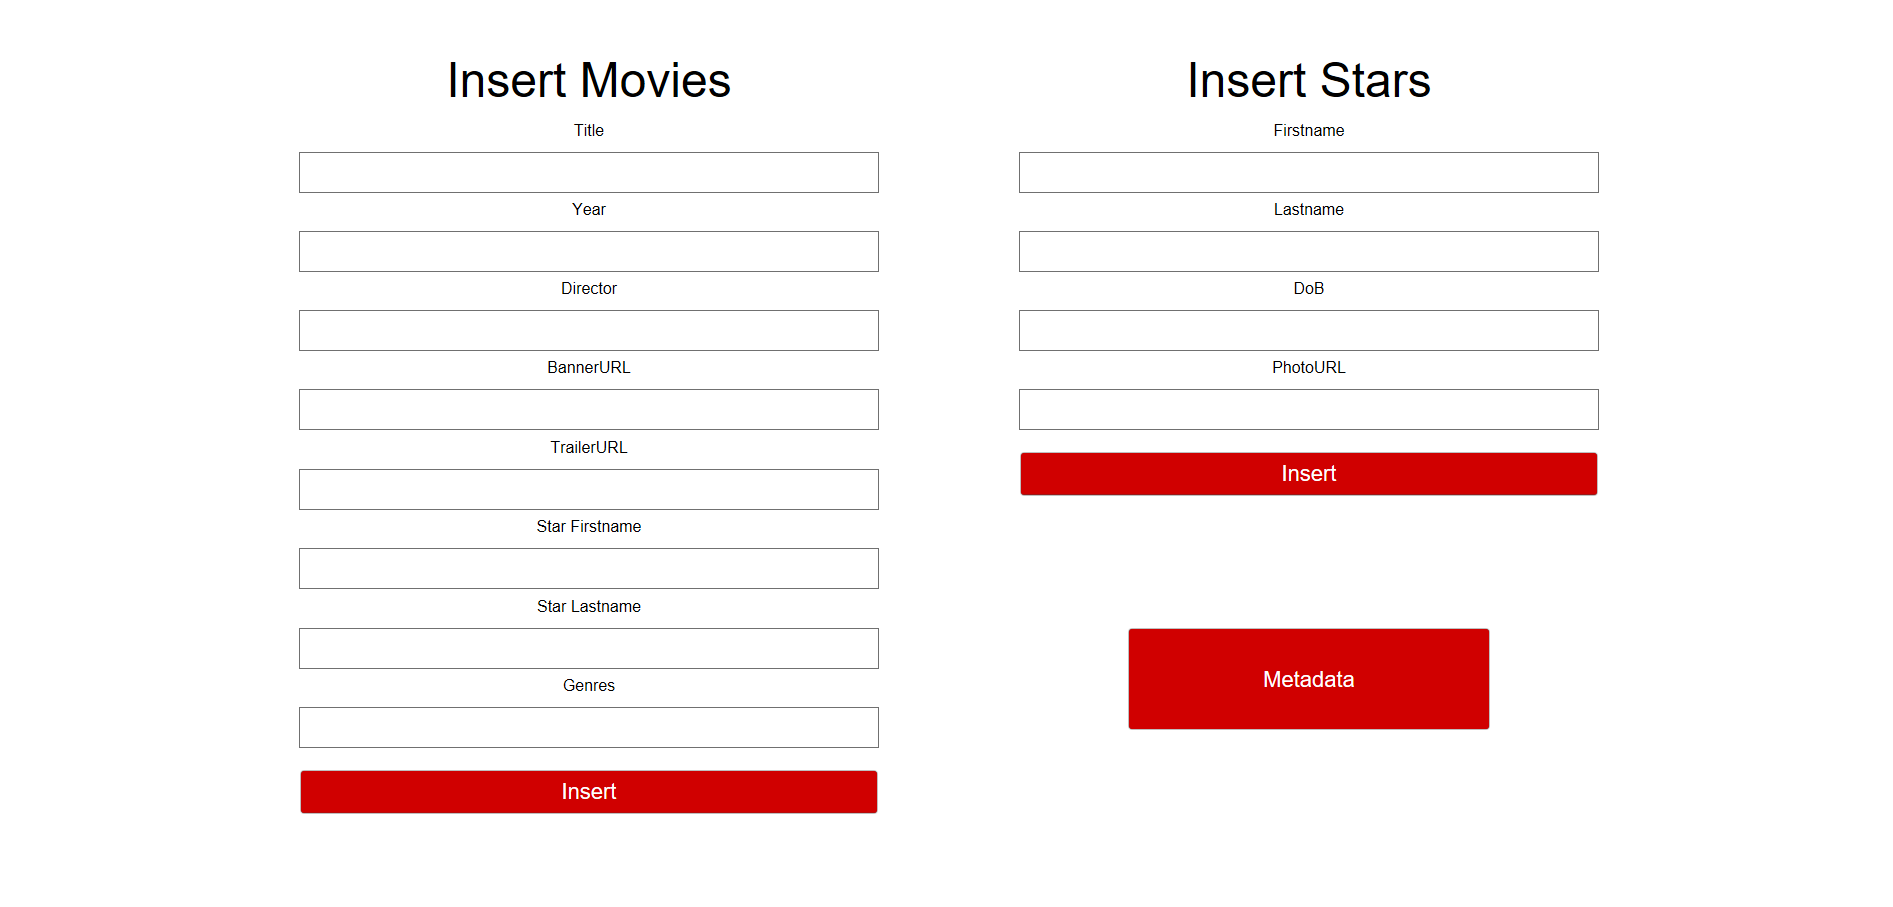 Insert Movies
Title
Year
Director
BannerURL
TrailerURL
Star Firstname
Star Lastname
Genres
Insert
Insert Stars
Firstname
Lastname
DoB
PhotoURL
Insert
Metadada